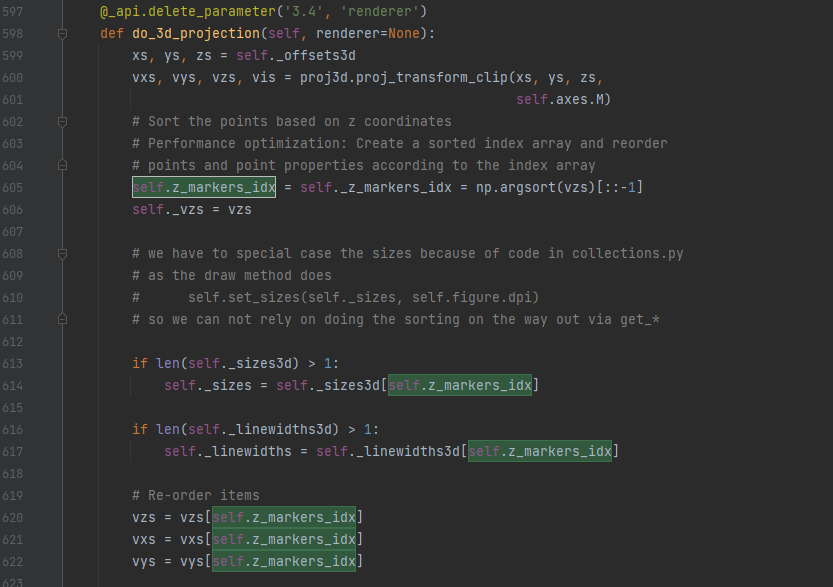 597 @_api.delete_parameter('3.4', 'renderer')
598 def do_3d_projection(self, renderer=None):
599 xs, ys, zs = self._offsets3d
600 vxs, vys, vzs, vis = proj3d.proj_transform_clip(xs, ys, zs,
601 self.axes.M)
602 # Sort the points based on z coordinates
603 # Performance optimization: Create a sorted index array and reorder
604 # points and point properties according to the index array
605 self.z_markers_idx = self._z_markers_idx = np.argsort(vzs)[::-1]
606 self._vzs = vzs
607
608 # we have to special case the sizes because of code in collections.py
609 # as the draw method does
610 #      self.set_sizes(self._sizes, self.figure.dpi)
611 # so we can not rely on doing the sorting on the way out via get_*
612
613 if len(self._sizes3d) > 1:
614 self._sizes = self._sizes3d[self.z_markers_idx]
615
616 if len(self._linewidths3d) > 1:
617 self._linewidths = self._linewidths3d[self.z_markers_idx]
618
619 # Re-order items
620 vzs = vzs[self.z_markers_idx]
621 vxs = vxs[self.z_markers_idx]
622 vys = vys[self.z_markers_idx]
623